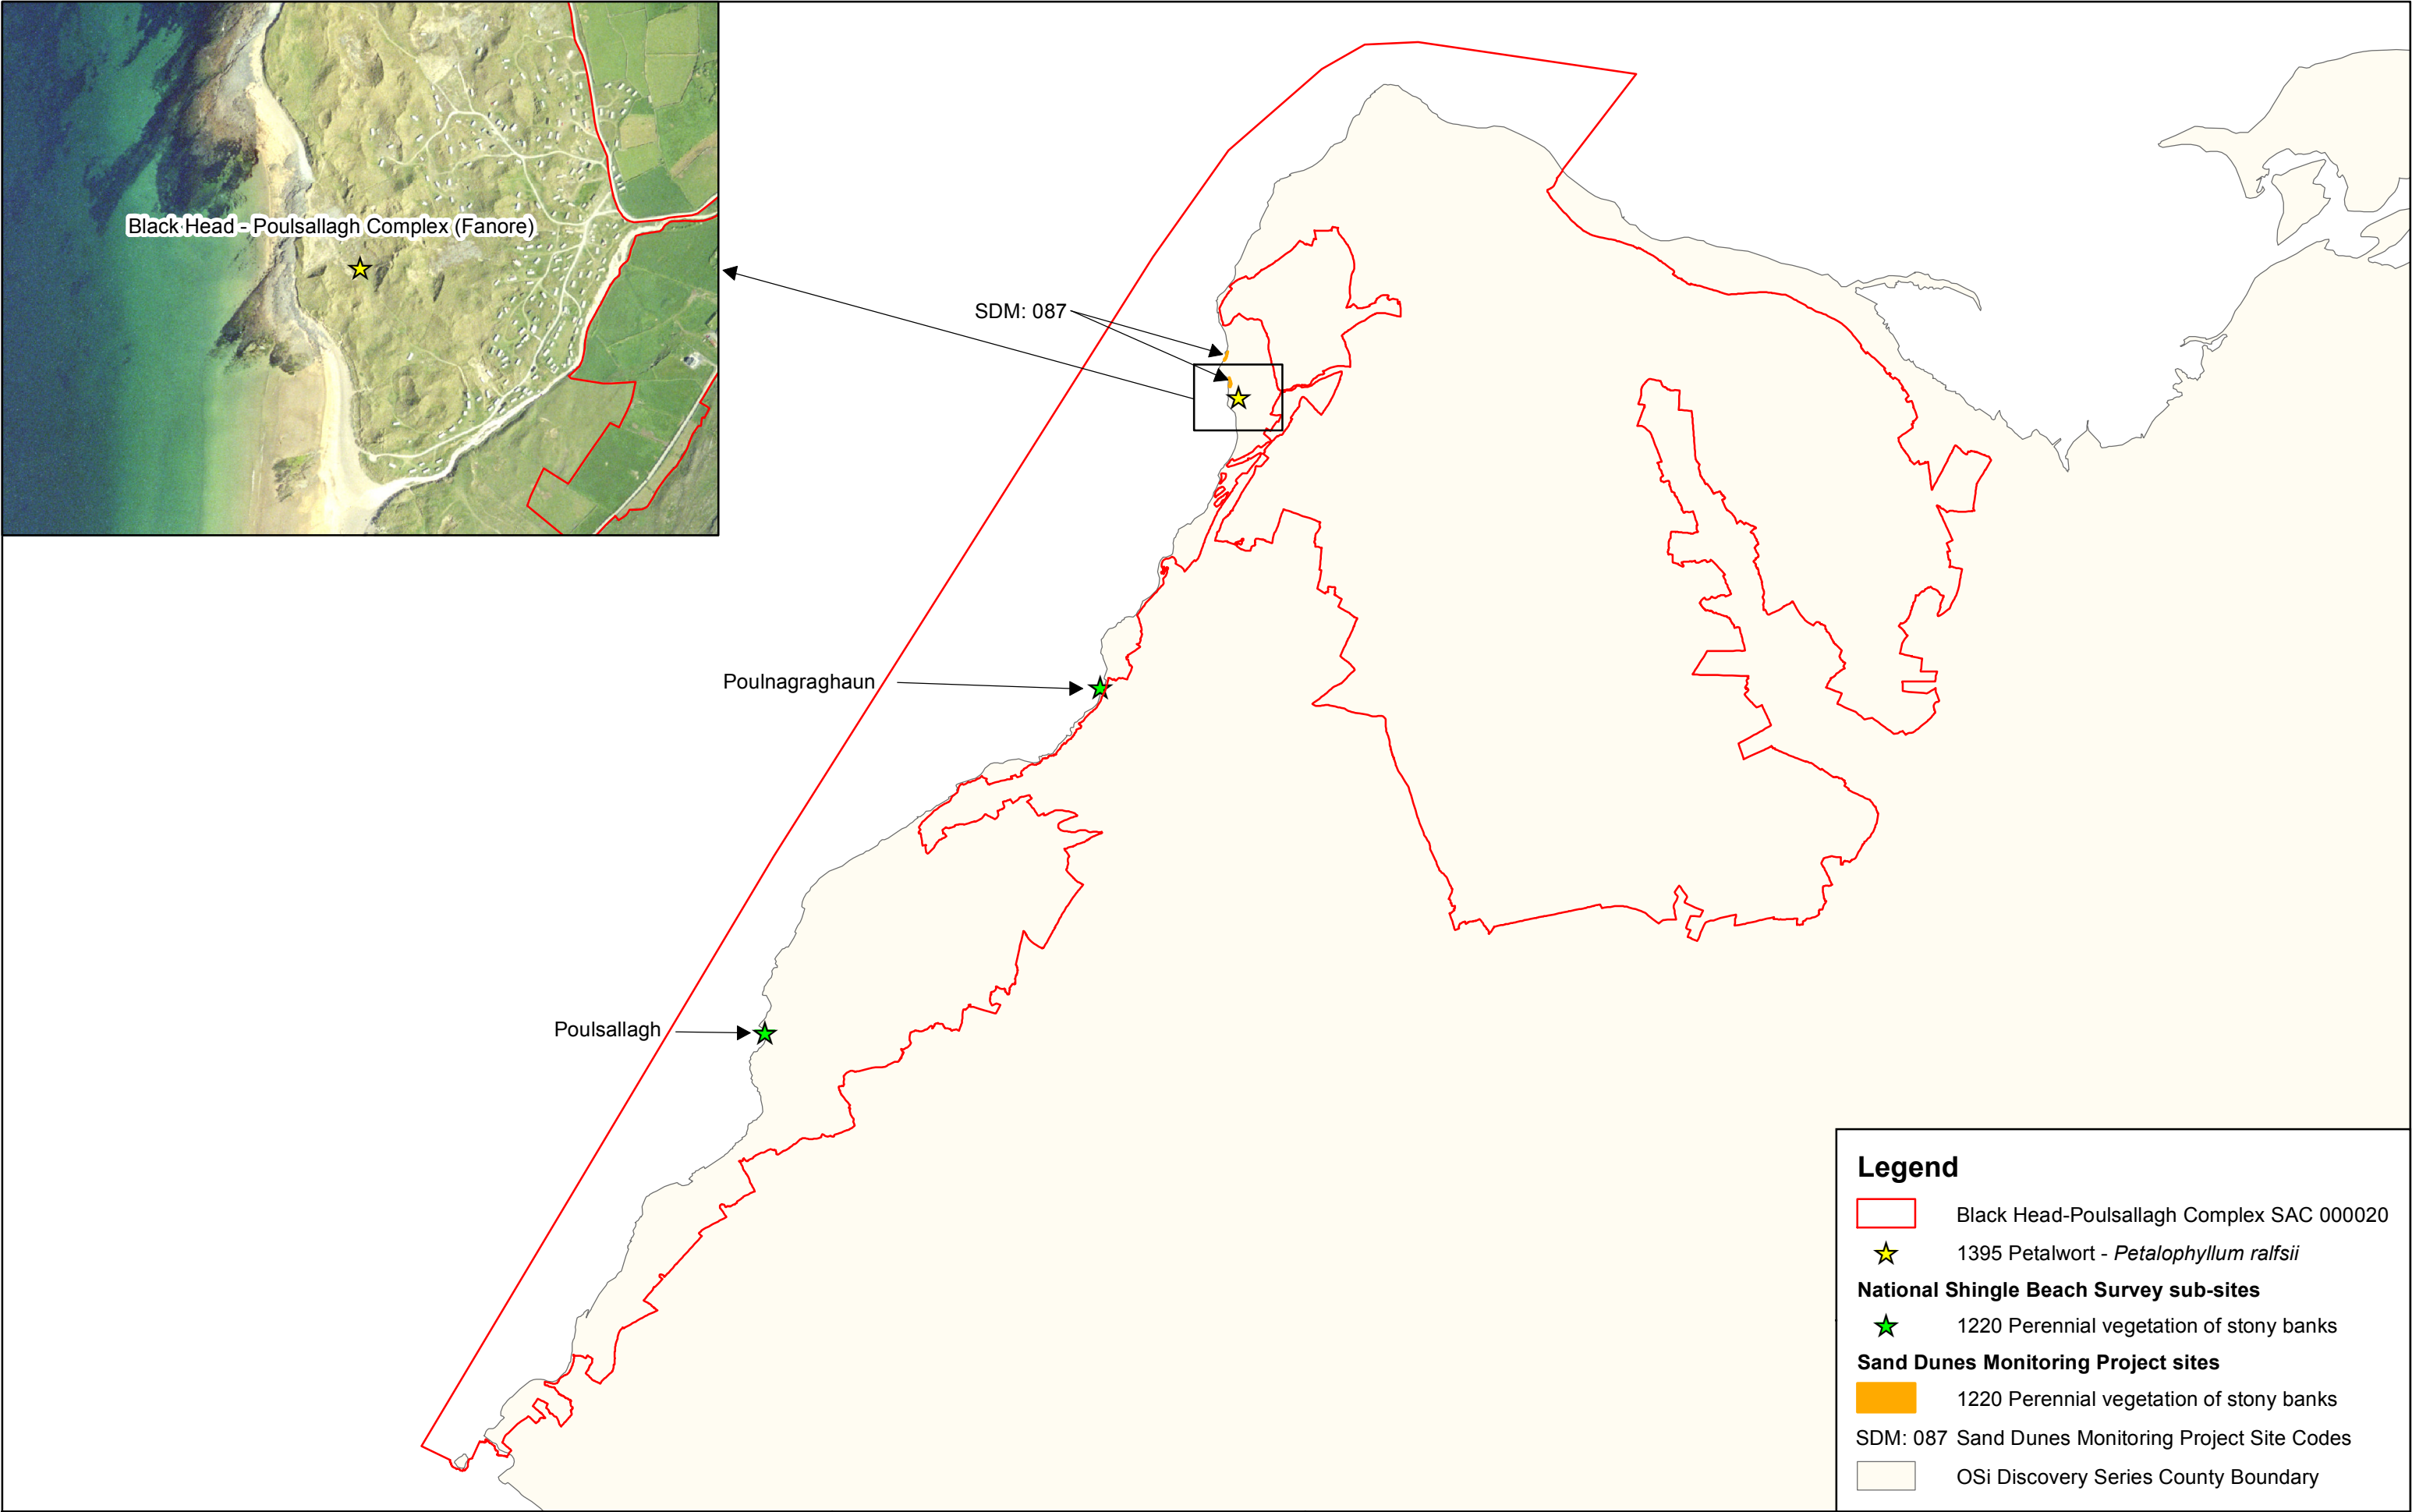 Black Head - Poulsallagh Complex (Fanore)
SDM: 087
Poulnagraghaun
Poulsallagh
Legend
Black Head-Poulsallagh Complex SAC 000020
1395 Petalwort - Petalophyllum ralfsii
National Shingle Beach Survey sub-sites
1220 Perennial vegetation of stony banks
Sand Dunes Monitoring Project sites
1220 Perennial vegetation of stony banks
SDM: 087 Sand Dunes Monitoring Project Site Codes
OSi Discovery Series County Boundary